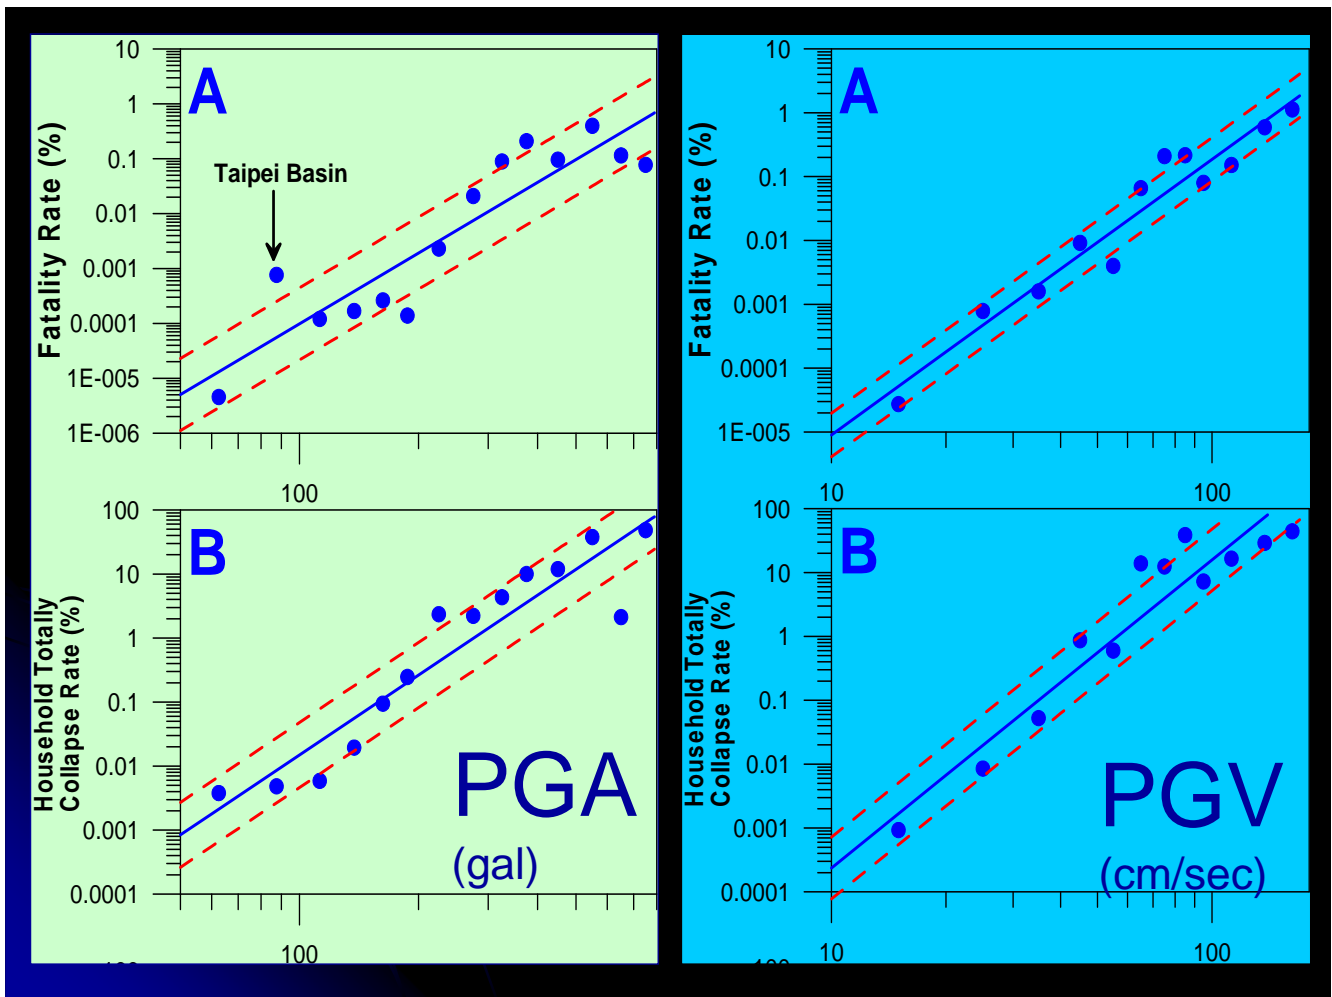 10
1
0.1
0.01
0.001
0.0001
1E-005
1E-006
Fatality Rate (%)
A
Taipei Basin
100
100
10
1
0.1
0.01
0.001
0.0001
Household Totally
Collapse Rate (%)
B
PGA
(gal)
100
10
1
0.1
0.01
0.001
0.0001
1E-005
Fatality Rate (%)
A
10 100
100
10
1
0.1
0.01
0.001
0.0001
Household Totally
Collapse Rate (%)
B
PGV
(cm/sec)
10 100